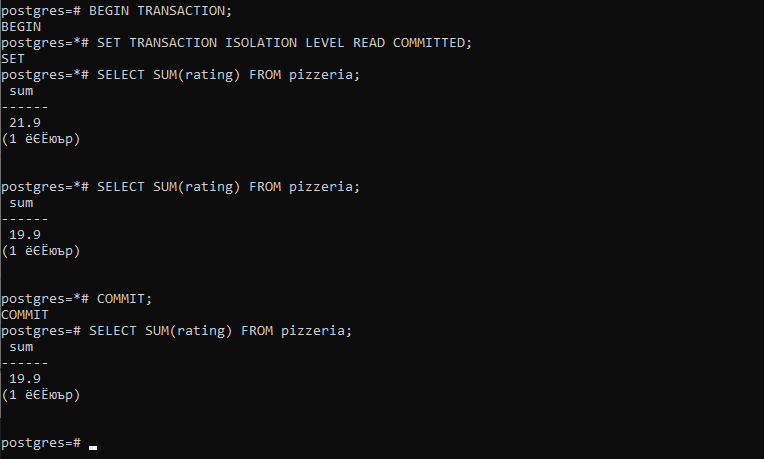 postgres=# BEGIN TRANSACTION;
BEGIN
postgres=*# SET TRANSACTION ISOLATION LEVEL READ COMMITTED;
SET
postgres=*# SELECT SUM(rating) FROM pizzeria;
sum
------
21.9
(1 ёЄЁюър)
postgres=*# SELECT SUM(rating) FROM pizzeria;
sum
------
19.9
(1 ёЄЁюър)
postgres=*# COMMIT;
COMMIT
postgres=# SELECT SUM(rating) FROM pizzeria;
sum
------
19.9
(1 ёЄЁюър)
postgres=#